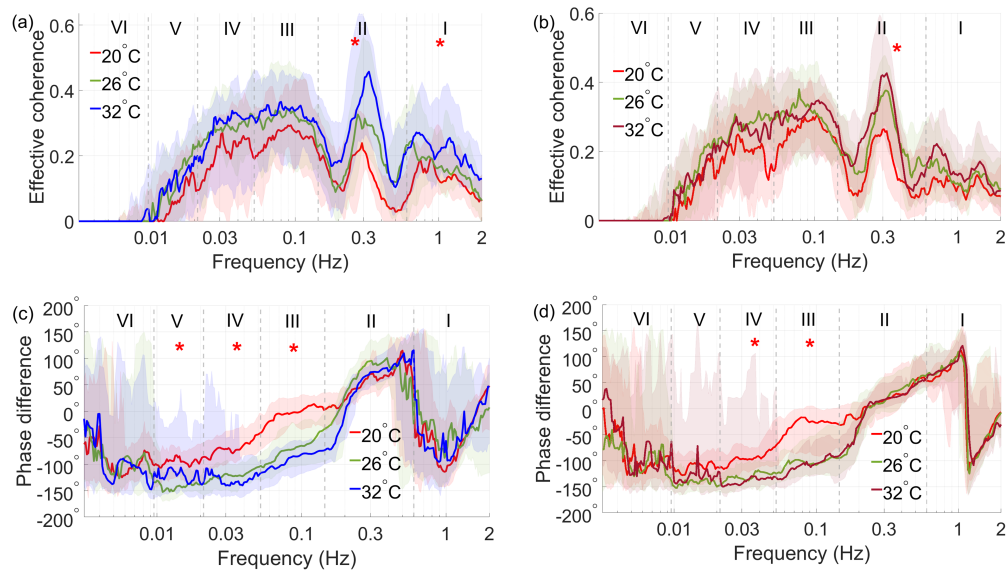 (a)
Effective coherence
0.6
0.4
0.2
0
VI V IV III II I
* *
20°C
26°C
32°C
0.01 0.03 0.1 0.3 1 2
Frequency (Hz)
(b)
Effective coherence
0.6
0.4
0.2
0
VI V IV III II I
*
20°C
26°C
32°C
0.01 0.03 0.1 0.3 1 2
Frequency (Hz)
(c)
Phase difference
200°
150°
100°
50°
0°
-50°
-100°
-150°
-200°
VI V IV III II I
* * *
20°C
26°C
32°C
0.01 0.03 0.1 0.3 1 2
Frequency (Hz)
(d)
Phase difference
200°
150°
100°
50°
0°
-50°
-100°
-150°
-200°
VI V IV III II I
* *
20°C
26°C
32°C
0.01 0.03 0.1 0.3 1 2
Frequency (Hz)